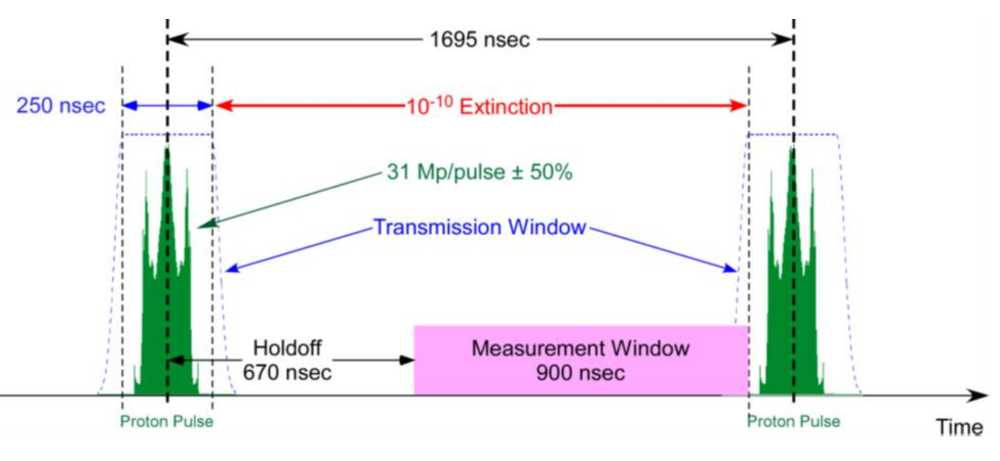 1695 nsec
250 nsec
10⁻¹⁰ Extinction
31 Mp/pulse ± 50%
Transmission Window
Holdoff
670 nsec
Measurement Window
900 nsec
Proton Pulse
Proton Pulse
Time